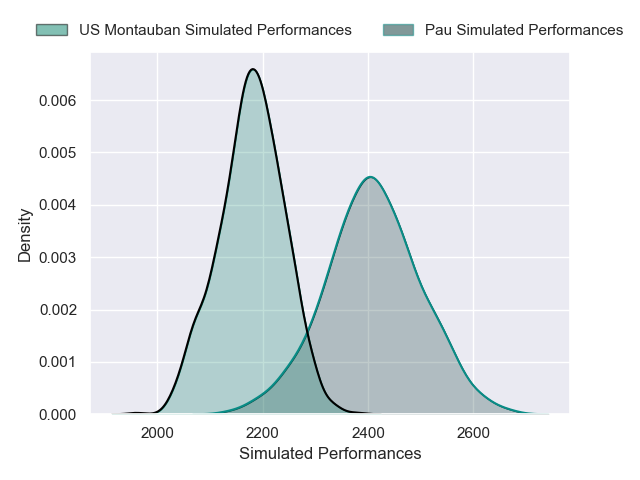 US Montauban Simulated Performances
Pau Simulated Performances
0.006
0.005
0.004
0.003
0.002
0.001
0.000
Density
2000 2200 2400 2600
Simulated Performances